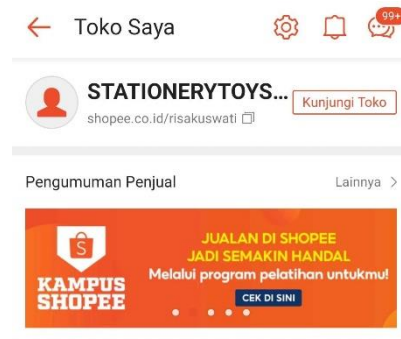 Toko Saya
99+
STATIONERYTOYS...
Kunjungi Toko
shopee.co.id/risakuswati
Pengumuman Penjual
Lainnya >
S
KAMPUS
SHOPEE
JUALAN DI SHOPEE
JADI SEMAKIN HANDAL
Melalui program pelatihan untukmu!
CEK DI SINI